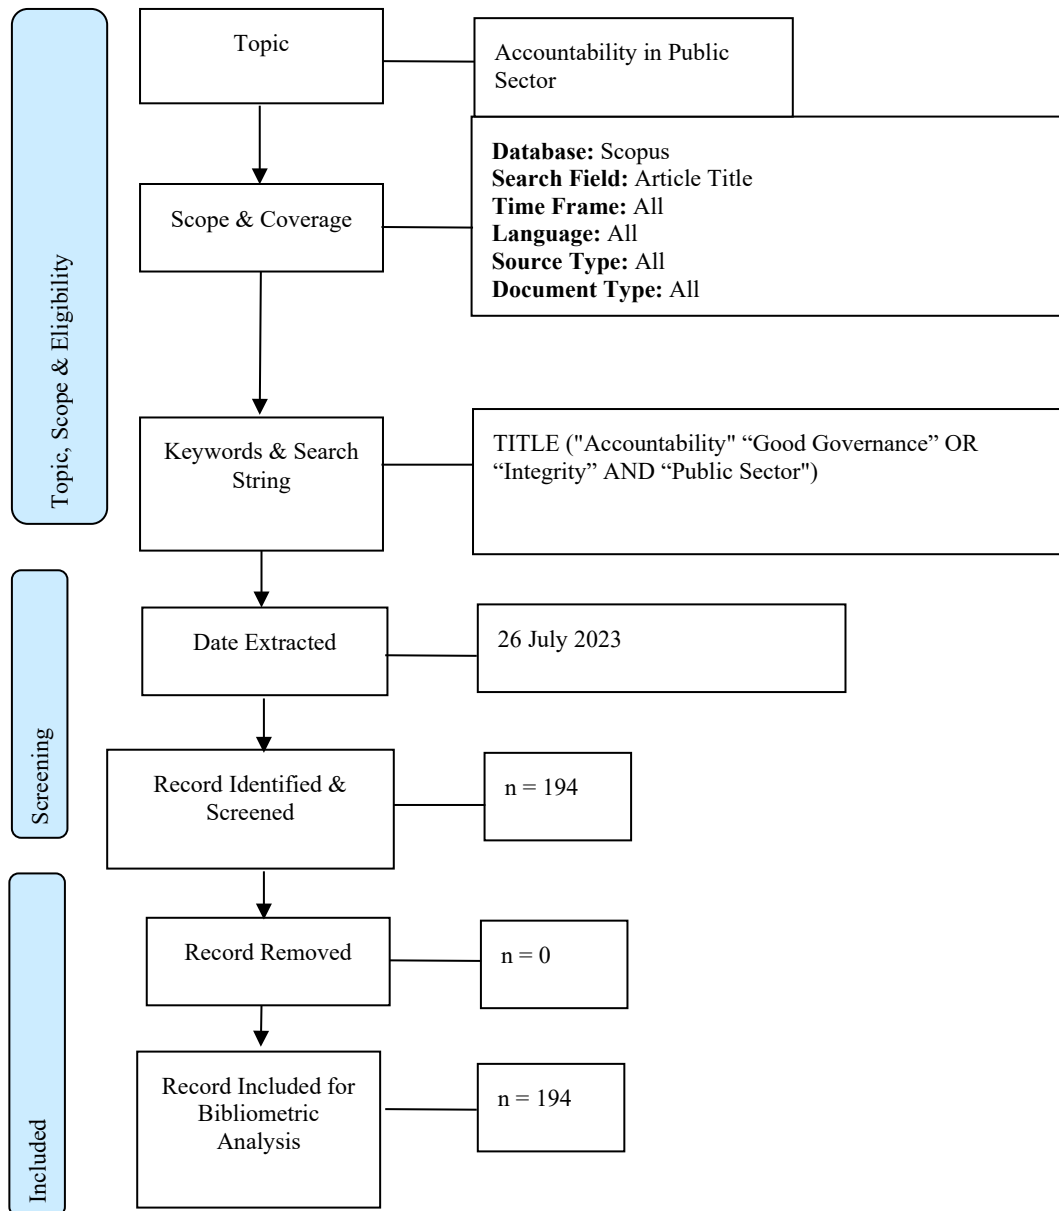 Topic, Scope & Eligibility
Topic
Accountability in Public
Sector
Scope & Coverage
Database: Scopus
Search Field: Article Title
Time Frame: All
Language: All
Source Type: All
Document Type: All
Keywords & Search
String
TITLE ("Accountability" “Good Governance” OR
“Integrity” AND “Public Sector")
Screening
Date Extracted
26 July 2023
Record Identified &
Screened
n = 194
Included
Record Removed
n = 0
Record Included for
Bibliometric
Analysis
n = 194